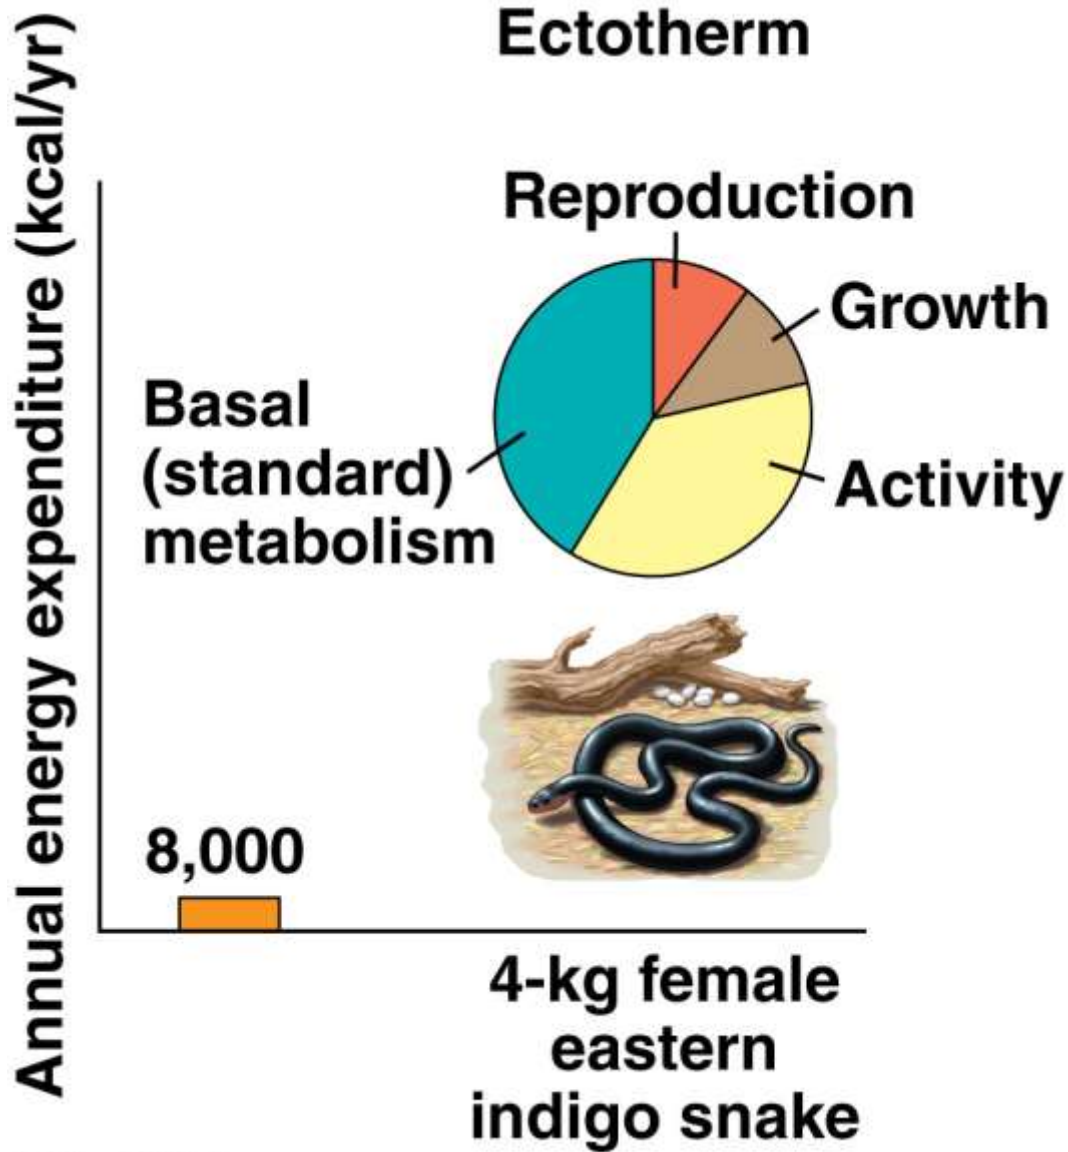 Ectotherm
Annual energy expenditure (kcal/yr)
Reproduction
Growth
Basal
(standard)
metabolism
Activity
8,000
4-kg female
eastern
indigo snake